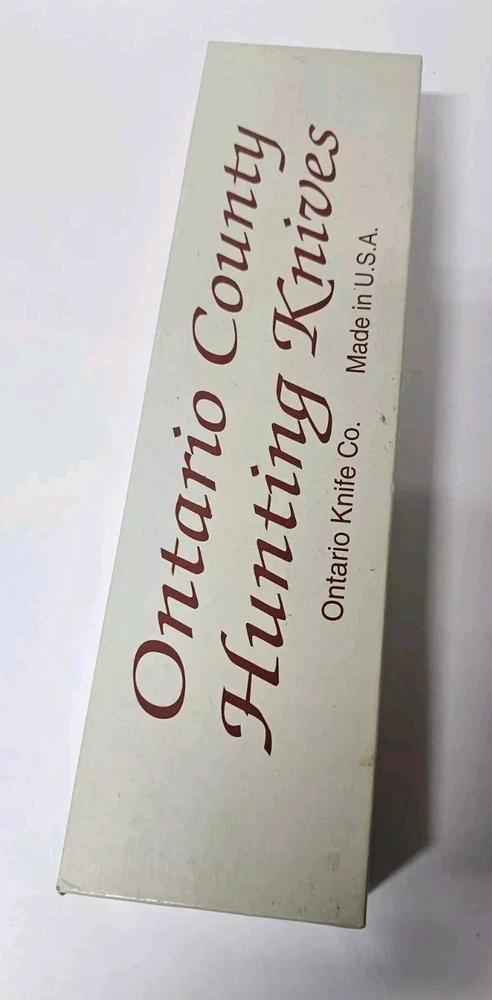 Ontario County
Hunting Knives
Ontario Knife Co. Made in U.S.A.